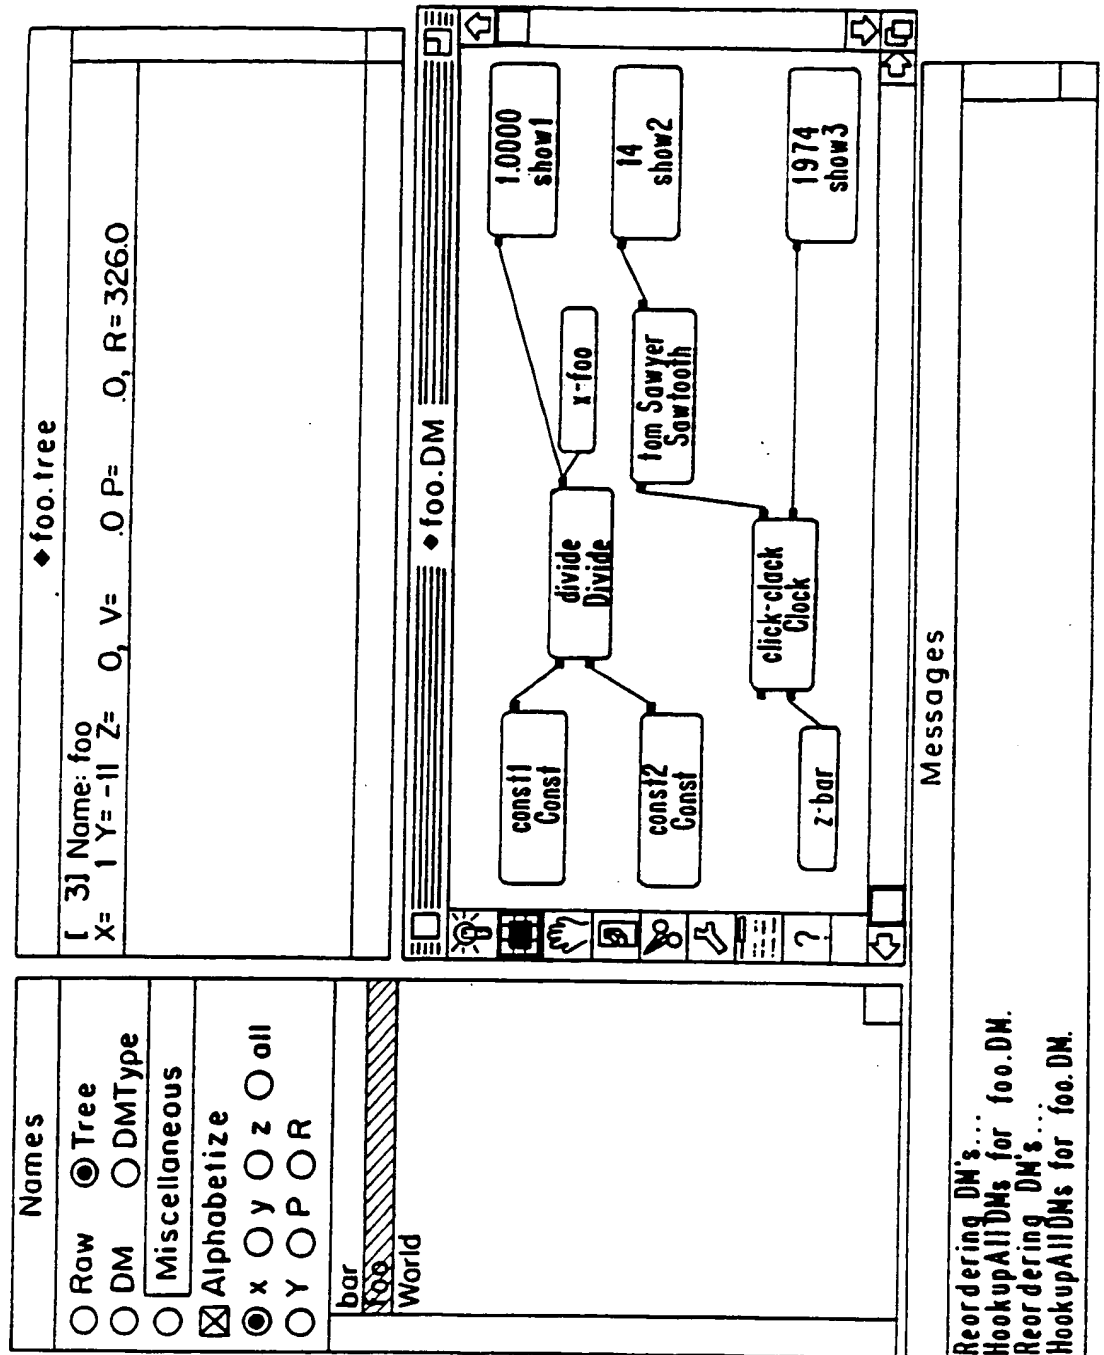 Names
Raw Tree
DM DMType
Miscellaneous
Alphabetize
x y z all
Y P R
bar
foo
World
◆foo.tree
[ 3] Name: foo
X= 1 Y= -11 Z= 0, V= .0 P= .0, R= 326.0
◆foo.DM
?
const1
Const
const2
Const
z-bar
divide
Divide
click-clack
Clock
x-foo
tom Sawyer
Sawtooth
1.0000
show1
14
show2
1974
show3
Messages
Reordering DM's...
HookupAllDMs for foo.DM.
Reordering DM's...
HookupAllDMs for foo.DM.